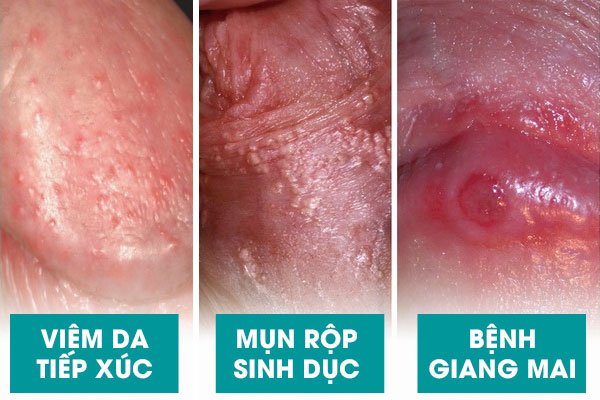 VIÊM DA
TIẾP XÚC
MỤN RỘP
SINH DỤC
BỆNH
GIANG MAI